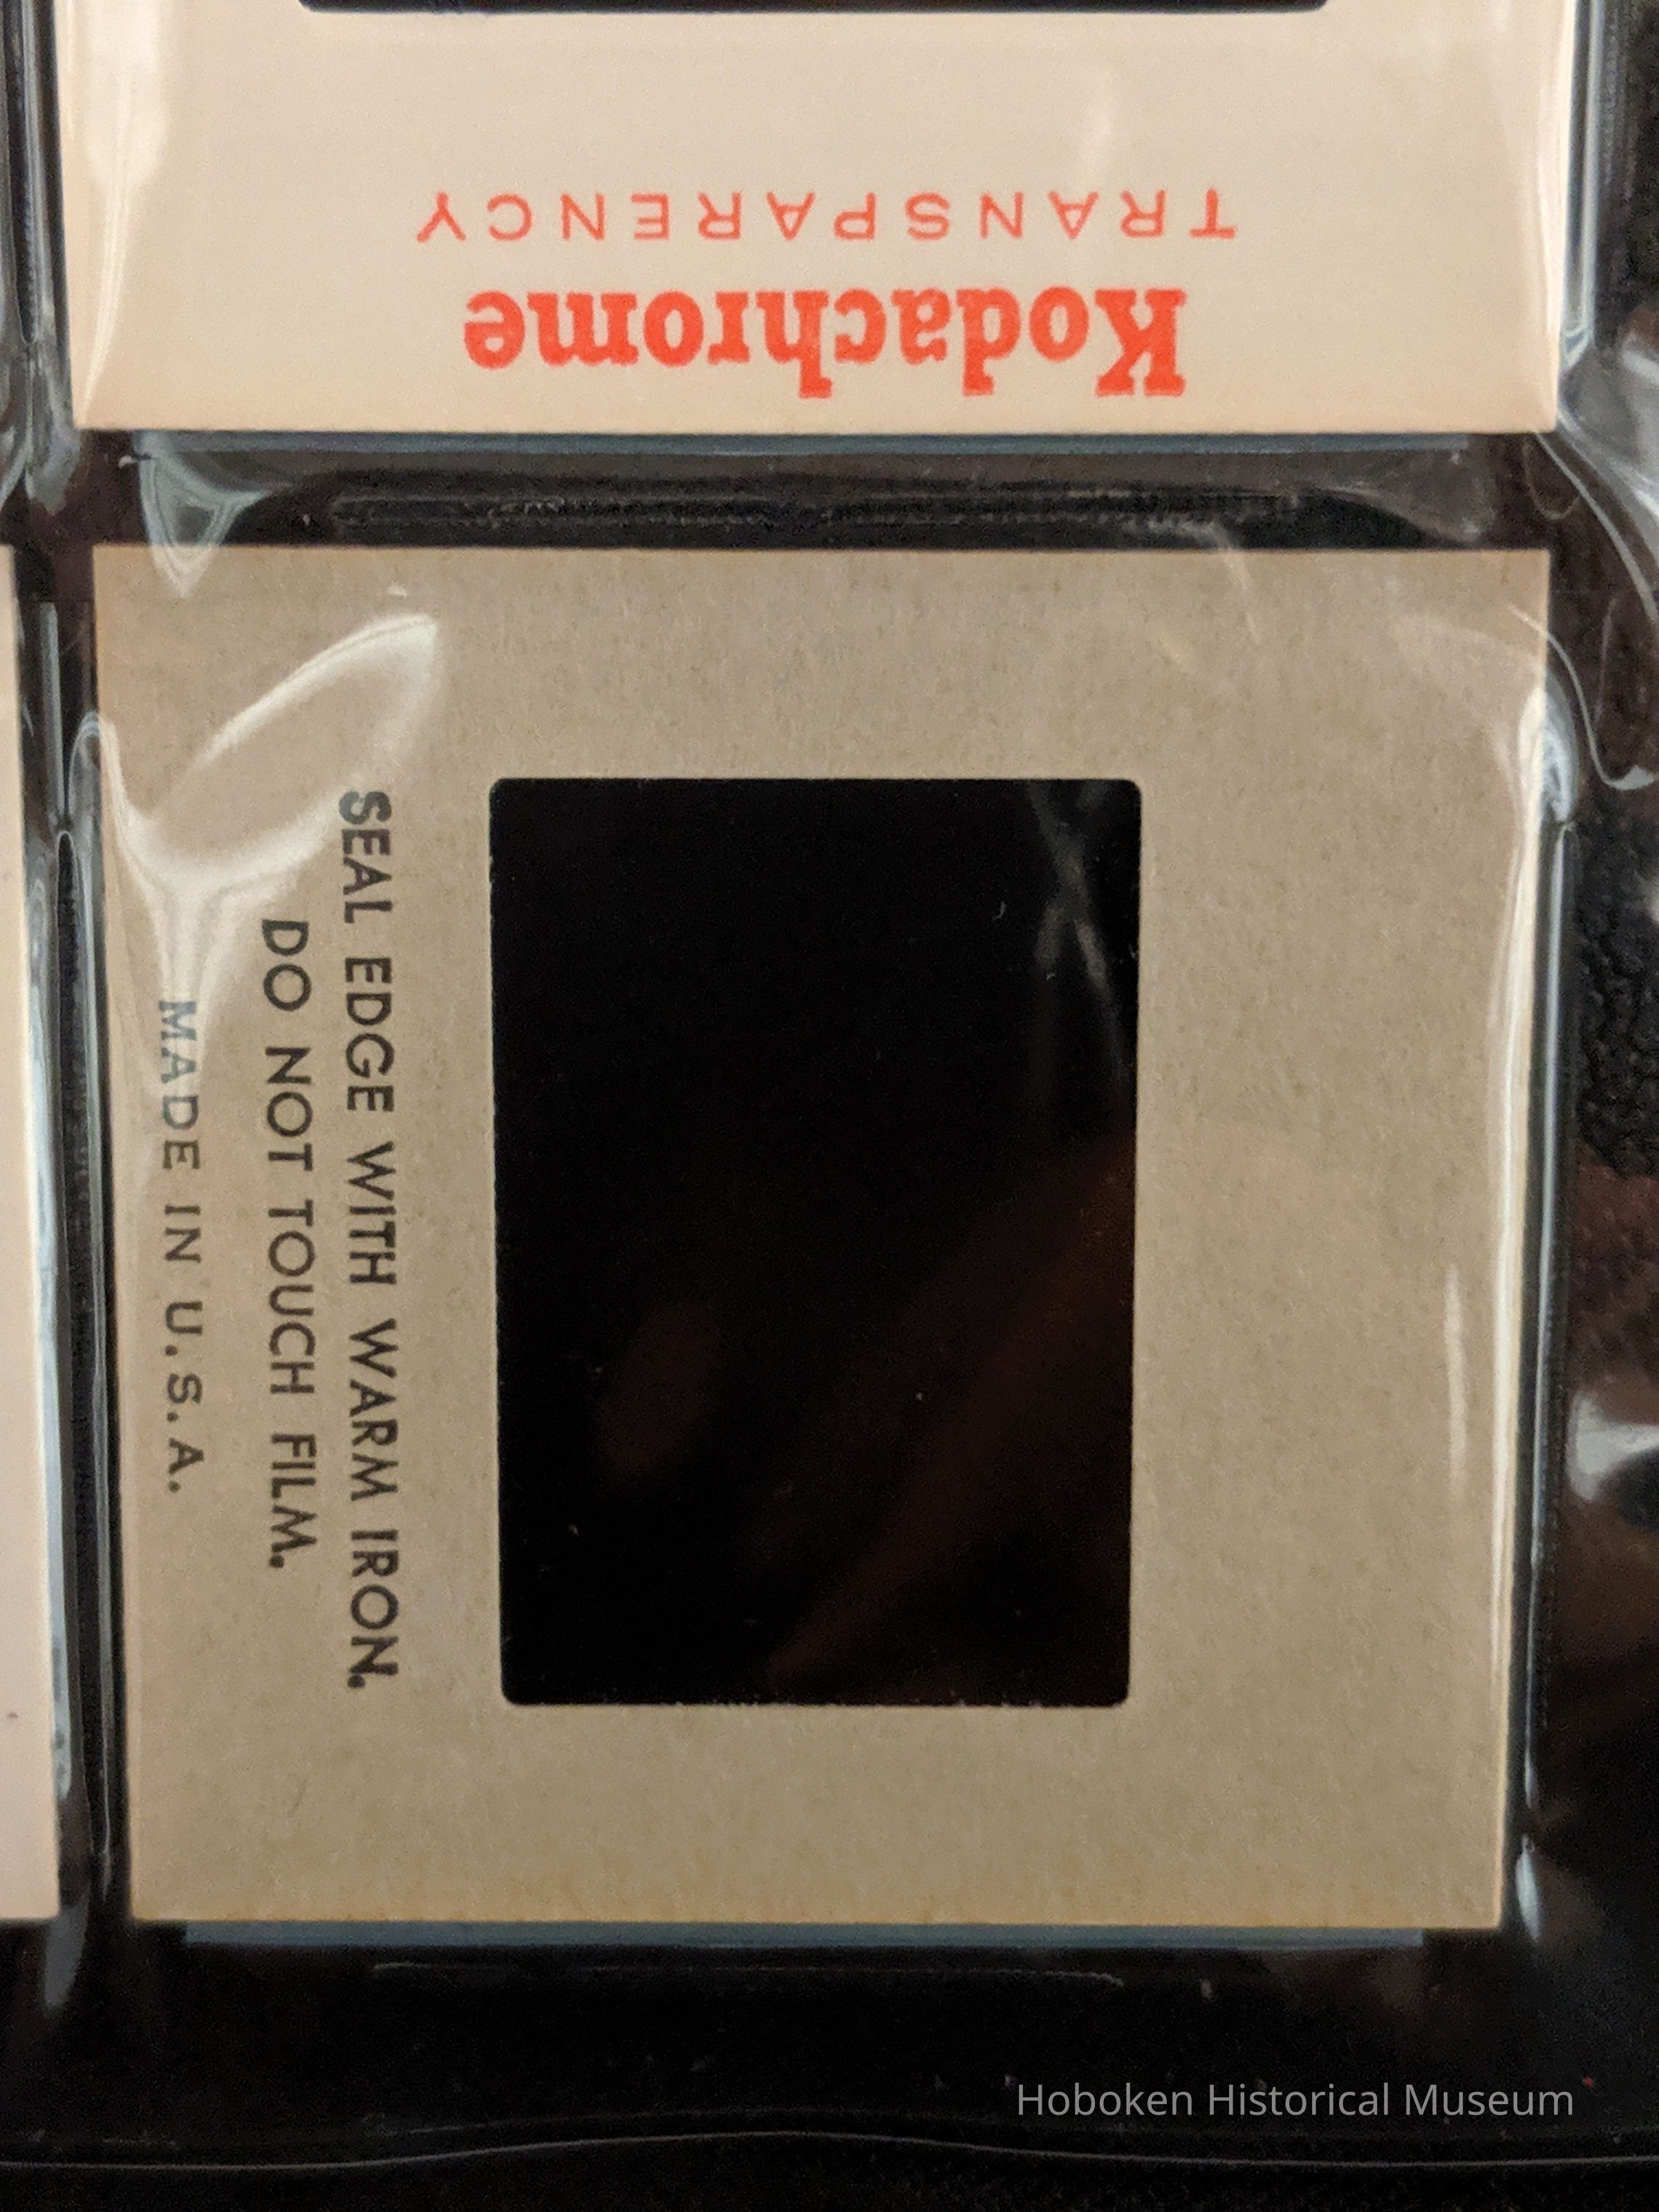 Kodachrome
TRANSPARENCY
SEAL EDGE WITH WARM IRON.
DO NOT TOUCH FILM.
MADE IN U.S.A.
Hoboken Historical Museum